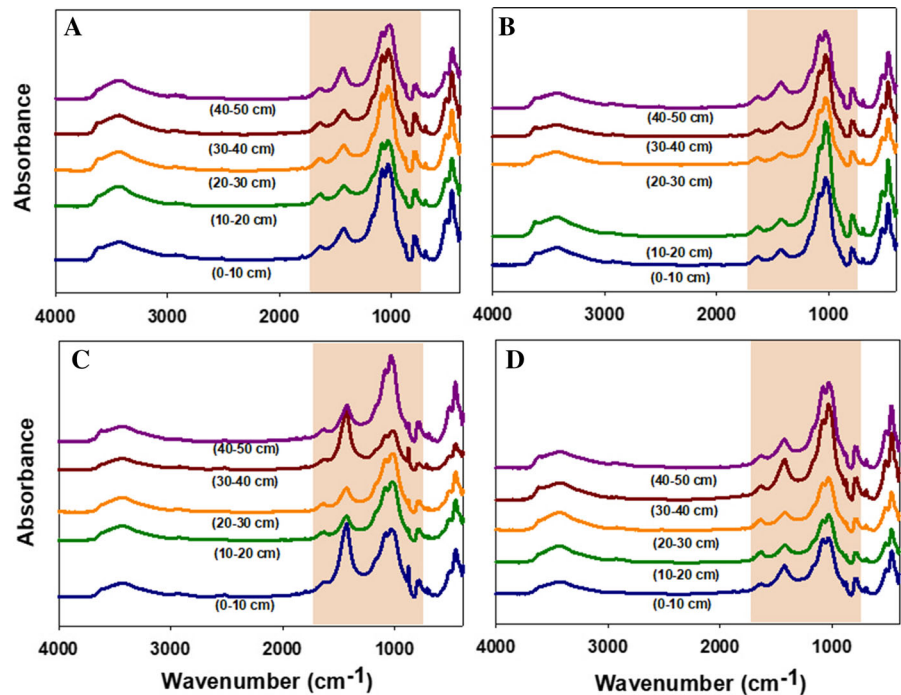 A
B
Absorbance
(40-50 cm)
(30-40 cm)
(20-30 cm)
(10-20 cm)
(0-10 cm)
4000 3000 2000 1000
(40-50 cm)
(30-40 cm)
(20-30 cm)
(10-20 cm)
(0-10 cm)
4000 3000 2000 1000
C
D
Absorbance
(40-50 cm)
(30-40 cm)
(20-30 cm)
(10-20 cm)
(0-10 cm)
4000 3000 2000 1000
Wavenumber (cm⁻¹)
(40-50 cm)
(30-40 cm)
(20-30 cm)
(10-20 cm)
(0-10 cm)
4000 3000 2000 1000
Wavenumber (cm⁻¹)